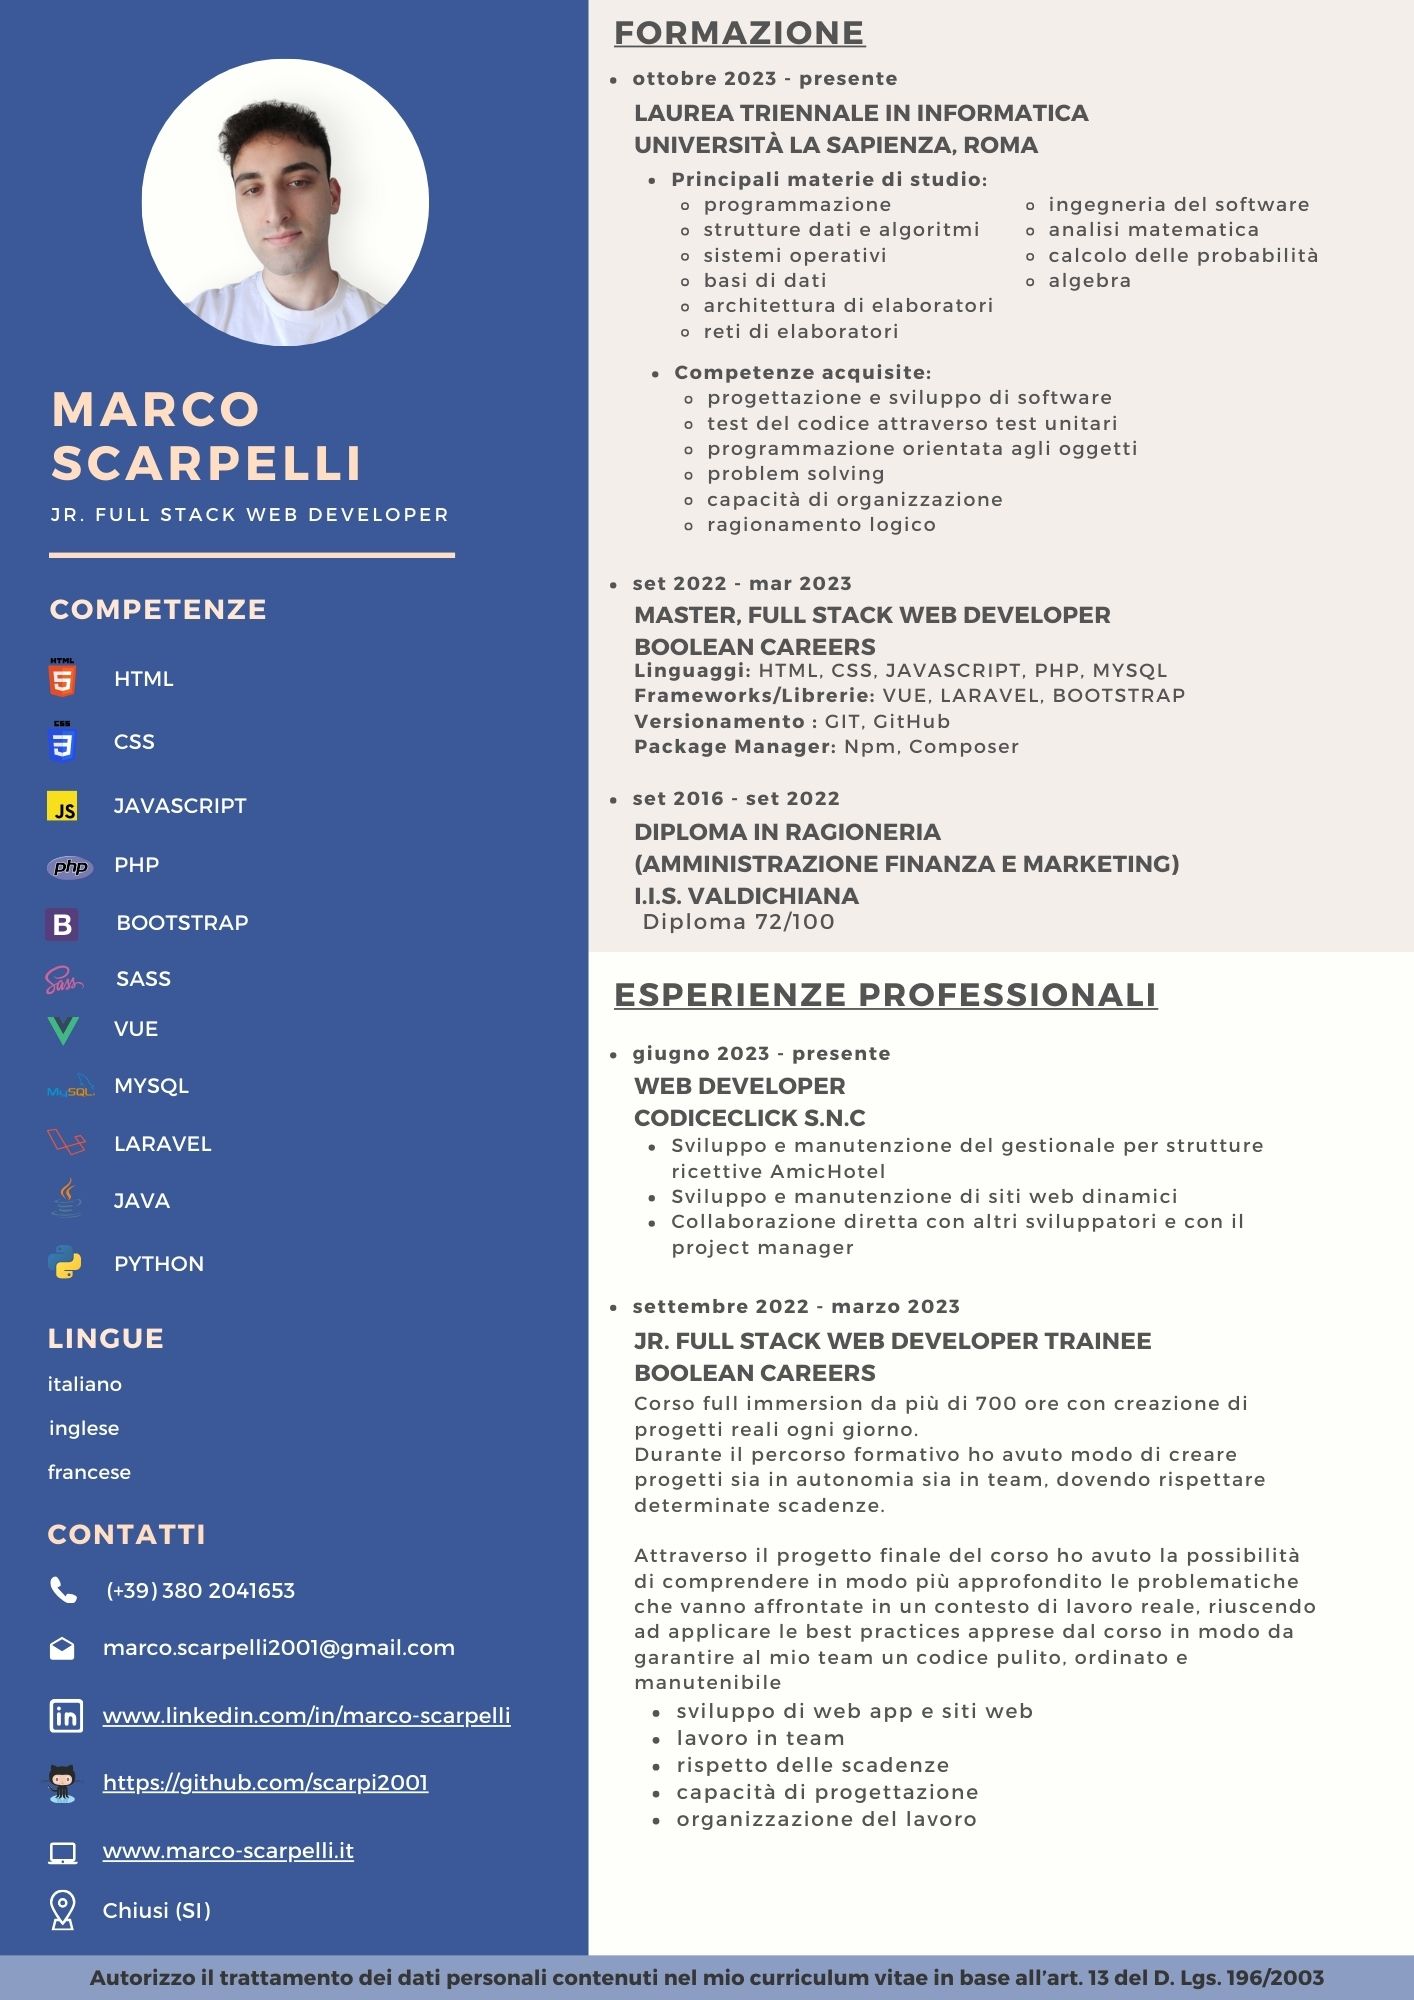 MARCO
SCARPELLI
JR. FULL STACK WEB DEVELOPER
COMPETENZE
HTML
HTML
CSS
CSS
JS
JAVASCRIPT
php
PHP
B
BOOTSTRAP
Sass
SASS
VUE
MySQL
MYSQL
LARAVEL
JAVA
PYTHON
LINGUE
italiano
inglese
francese
CONTATTI
(+39) 380 2041653
marco.scarpelli2001@gmail.com
in
www.linkedin.com/in/marco-scarpelli
https://github.com/scarpi2001
www.marco-scarpelli.it
Chiusi (SI)
FORMAZIONE
• ottobre 2023 - presente
LAUREA TRIENNALE IN INFORMATICA
UNIVERSITÀ LA SAPIENZA, ROMA
• Principali materie di studio:
programmazione
strutture dati e algoritmi
sistemi operativi
basi di dati
architettura di elaboratori
reti di elaboratori
ingegneria del software
analisi matematica
calcolo delle probabilità
algebra
• Competenze acquisite:
progettazione e sviluppo di software
test del codice attraverso test unitari
programmazione orientata agli oggetti
problem solving
capacità di organizzazione
ragionamento logico
• set 2022 - mar 2023
MASTER, FULL STACK WEB DEVELOPER
BOOLEAN CAREERS
Linguaggi: HTML, CSS, JAVASCRIPT, PHP, MYSQL
Frameworks/Librerie: VUE, LARAVEL, BOOTSTRAP
Versionamento : GIT, GitHub
Package Manager: Npm, Composer
• set 2016 - set 2022
DIPLOMA IN RAGIONERIA
(AMMINISTRAZIONE FINANZA E MARKETING)
I.I.S. VALDICHIANA
Diploma 72/100
ESPERIENZE PROFESSIONALI
• giugno 2023 - presente
WEB DEVELOPER
CODICECLICK S.N.C
• Sviluppo e manutenzione del gestionale per strutture
ricettive AmicHotel
• Sviluppo e manutenzione di siti web dinamici
• Collaborazione diretta con altri sviluppatori e con il
project manager
• settembre 2022 - marzo 2023
JR. FULL STACK WEB DEVELOPER TRAINEE
BOOLEAN CAREERS
Corso full immersion da più di 700 ore con creazione di
progetti reali ogni giorno.
Durante il percorso formativo ho avuto modo di creare
progetti sia in autonomia sia in team, dovendo rispettare
determinate scadenze.
Attraverso il progetto finale del corso ho avuto la possibilità
di comprendere in modo più approfondito le problematiche
che vanno affrontate in un contesto di lavoro reale, riuscendo
ad applicare le best practices apprese dal corso in modo da
garantire al mio team un codice pulito, ordinato e
manutenibile
• sviluppo di web app e siti web
• lavoro in team
• rispetto delle scadenze
• capacità di progettazione
• organizzazione del lavoro
Autorizzo il trattamento dei dati personali contenuti nel mio curriculum vitae in base all'art. 13 del D. Lgs. 196/2003